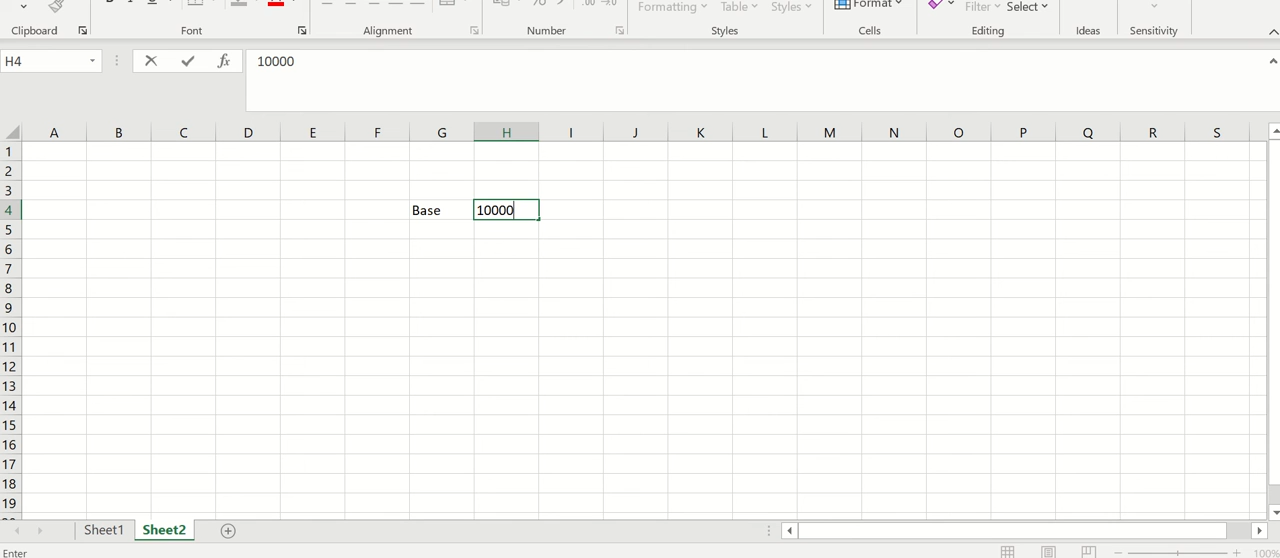 Formatting Table Styles Format Filter Select
Clipboard Font Alignment Number Styles Cells Editing Ideas Sensitivity
H4 fx 10000
A B C D E F G H I J K L M N O P Q R S
1
2
3
4 Base 10000
5
6
7
8
9
10
11
12
13
14
15
16
17
18
19
Sheet1 Sheet2
Enter 100%